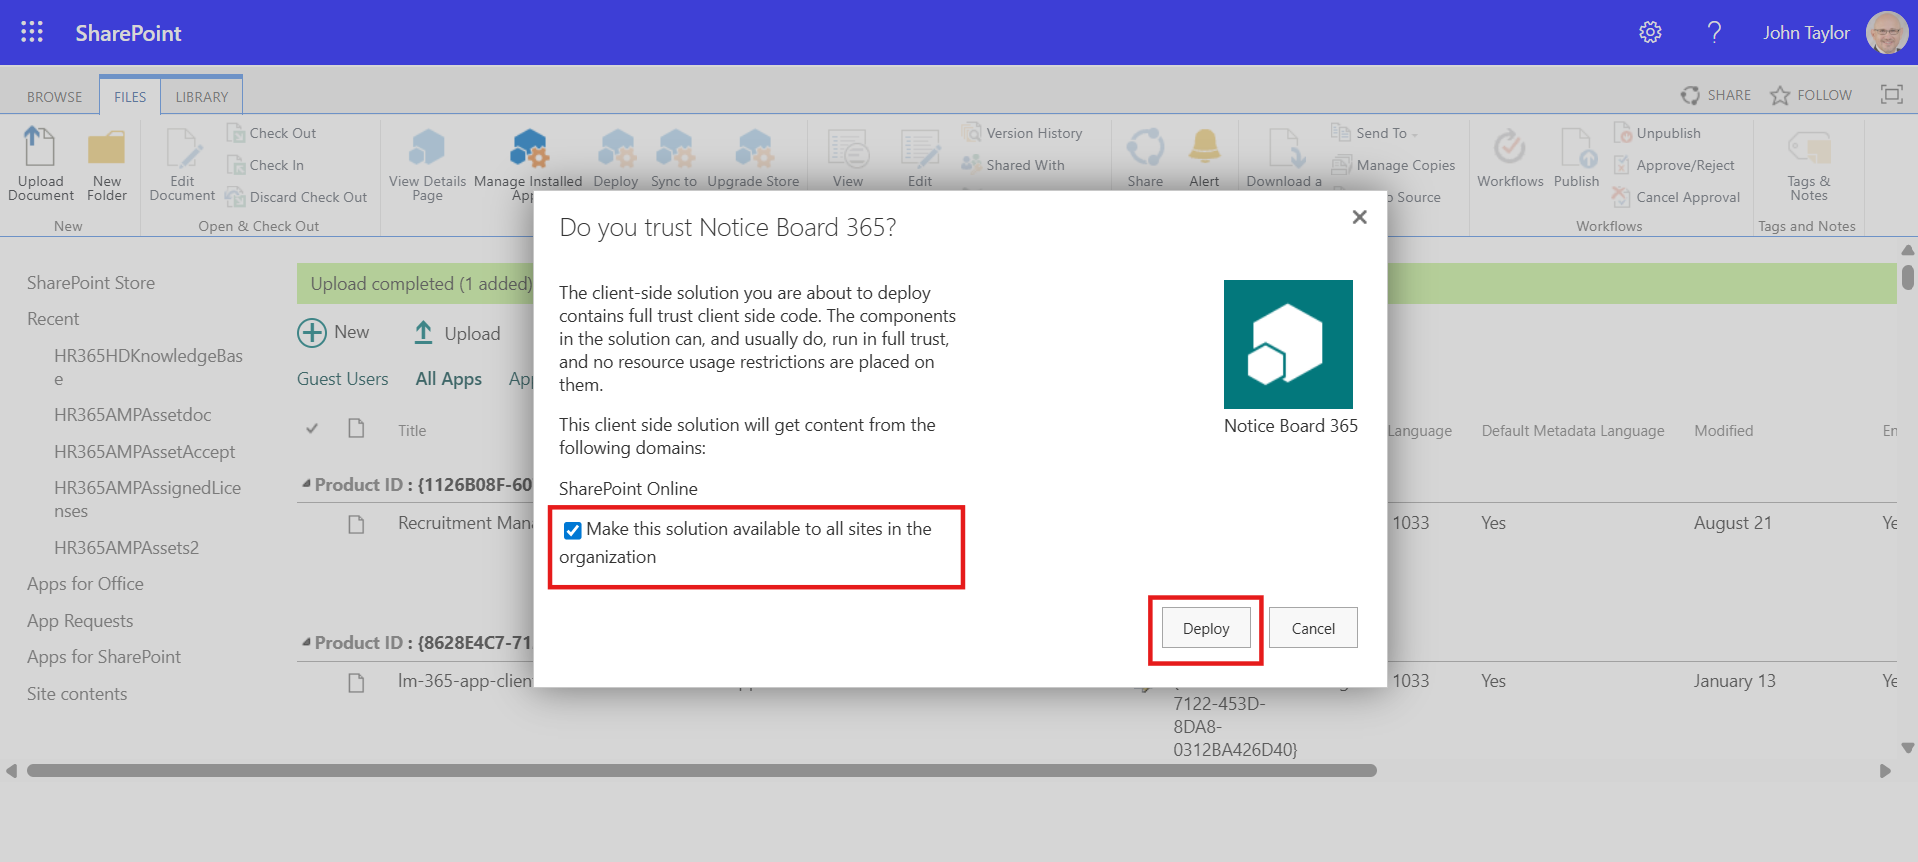 SharePoint
John Taylor
BROWSE
FILES
LIBRARY
SHARE
FOLLOW
Upload
Document
New
Folder
New
Edit
Document
Check Out
Check In
Discard Check Out
Open & Check Out
View Details
Page
Manage Installed
Deploy
Sync to
Upgrade Store
View
Edit
Version History
Shared With
Share
Alert
Download a
Send To
Manage Copies
Source
Workflows
Publish
Unpublish
Approve/Reject
Cancel Approval
Workflows
Tags &
Notes
Tags and Notes
SharePoint Store
Recent
HR365HDKnowledgeBas
e
HR365AMPAssetdoc
HR365AMPAssetAccept
HR365AMPAssignedLice
nses
HR365AMPAssets2
Apps for Office
App Requests
Apps for SharePoint
Site contents
Upload completed (1 added)
New
Upload
Guest Users
All Apps
Title
Language
Default Metadata Language
Modified
Product ID : {1126B08F-60
Recruitment Man
1033
Yes
August 21
Product ID : {8628E4C7-71
lm-365-app-clien
7122-453D-
8DA8-
0312BA426D40}
1033
Yes
January 13
Do you trust Notice Board 365?
The client-side solution you are about to deploy
contains full trust client side code. The components
in the solution can, and usually do, run in full trust,
and no resource usage restrictions are placed on
them.
This client side solution will get content from the
following domains:
SharePoint Online
Make this solution available to all sites in the
organization
Notice Board 365
Deploy
Cancel